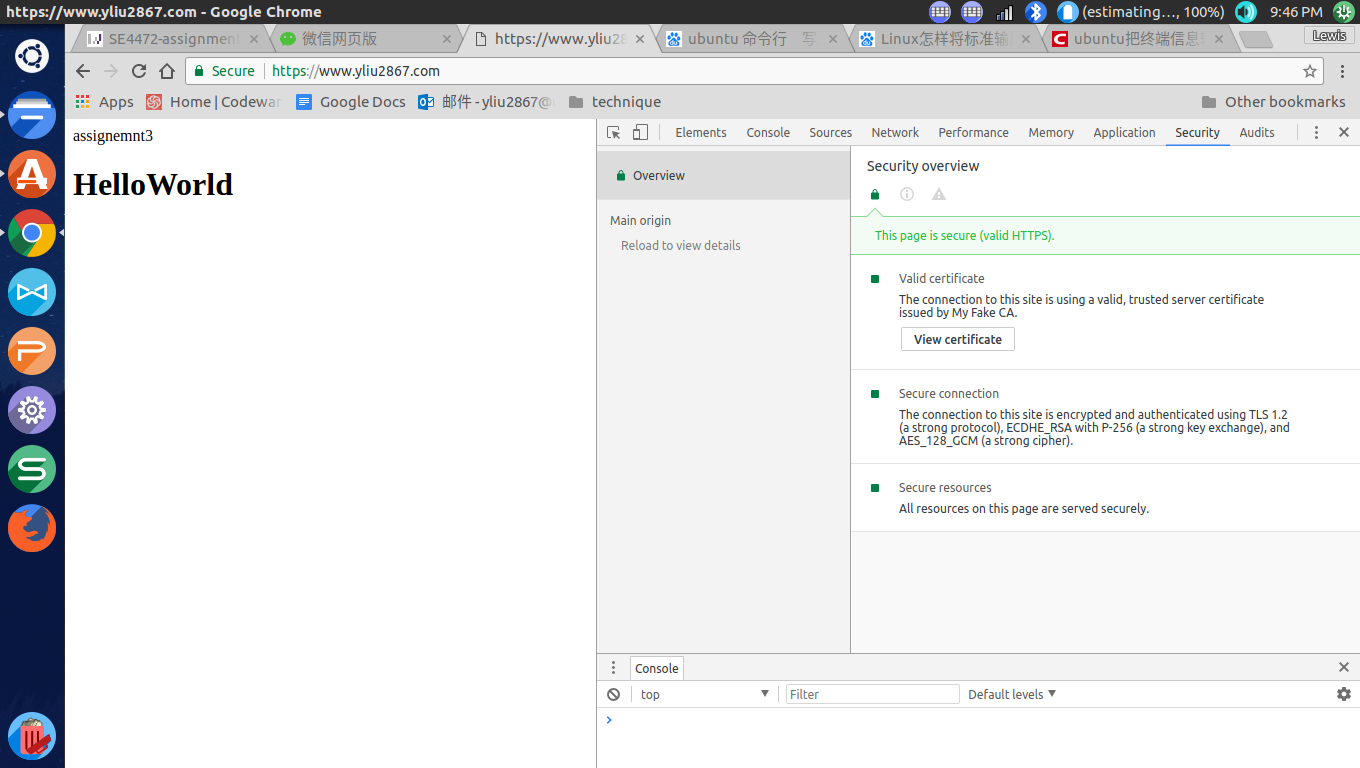 https://www.yliu2867.com - Google Chrome
(estimating..., 100%)
9:46 PM
SE4472-assignment
微信网页版
https://www.yliu2
ubuntu 命令行 写
Linux怎样将标准输
ubuntu把终端信息
Lewis
Secure
https://www.yliu2867.com
Apps
Home | Codewar
Google Docs
邮件 - yliu2867@
technique
Other bookmarks
assignemnt3
HelloWorld
Elements
Console
Sources
Network
Performance
Memory
Application
Security
Audits
Overview
Main origin
Reload to view details
Security overview
This page is secure (valid HTTPS).
Valid certificate
The connection to this site is using a valid, trusted server certificate
issued by My Fake CA.
View certificate
Secure connection
The connection to this site is encrypted and authenticated using TLS 1.2
(a strong protocol), ECDHE_RSA with P-256 (a strong key exchange), and
AES_128_GCM (a strong cipher).
Secure resources
All resources on this page are served securely.
Console
top
Filter
Default levels